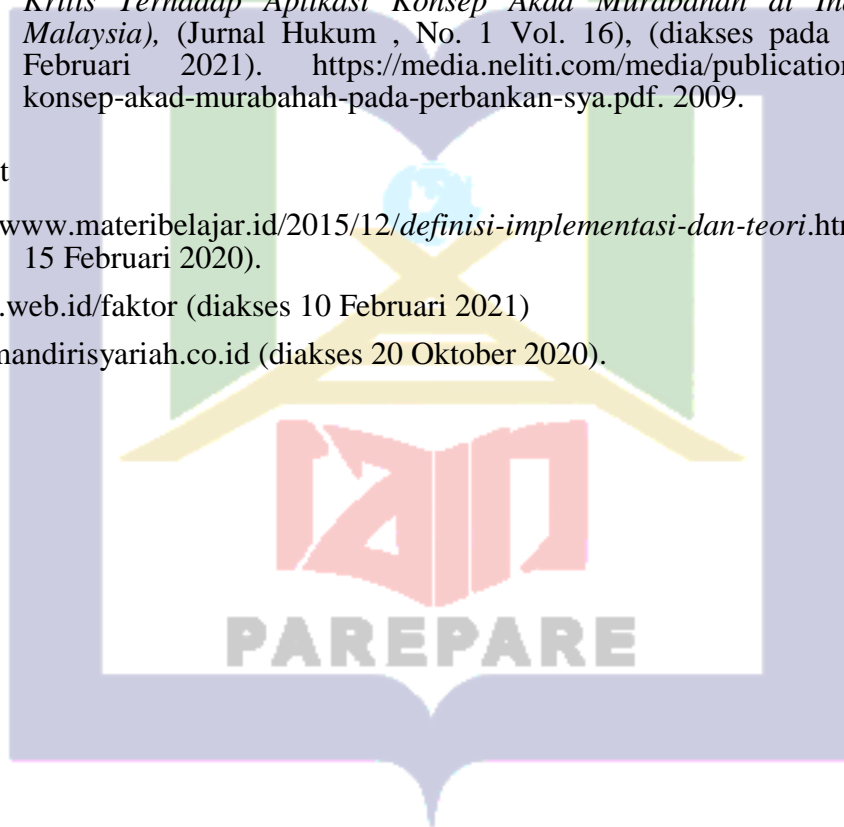 Kritis Terhadap Aplikasi Konsep Akad Murabahah di
Malaysia), (Jurnal Hukum , No. 1 Vol. 16), (diakses pada
Februari 2021). https://media.neliti.com/media/publication
konsep-akad-murabahah-pada-perbankan-sya.pdf. 2009.
t
www.materibelajar.id/2015/12/definisi-implementasi-dan-teori.htm
15 Februari 2020).
.web.id/faktor (diakses 10 Februari 2021)
mandirisyariah.co.id (diakses 20 Oktober 2020).
iain
PAREPARE